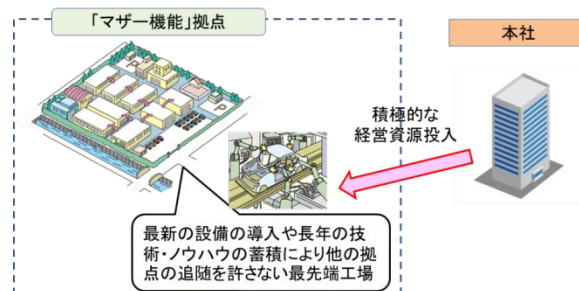 「マザー機能」拠点
本社
積極的な
経営資源投入
最新の設備の導入や長年の技
術・ノウハウの蓄積により他の拠
点の追随を許さない最先端工場